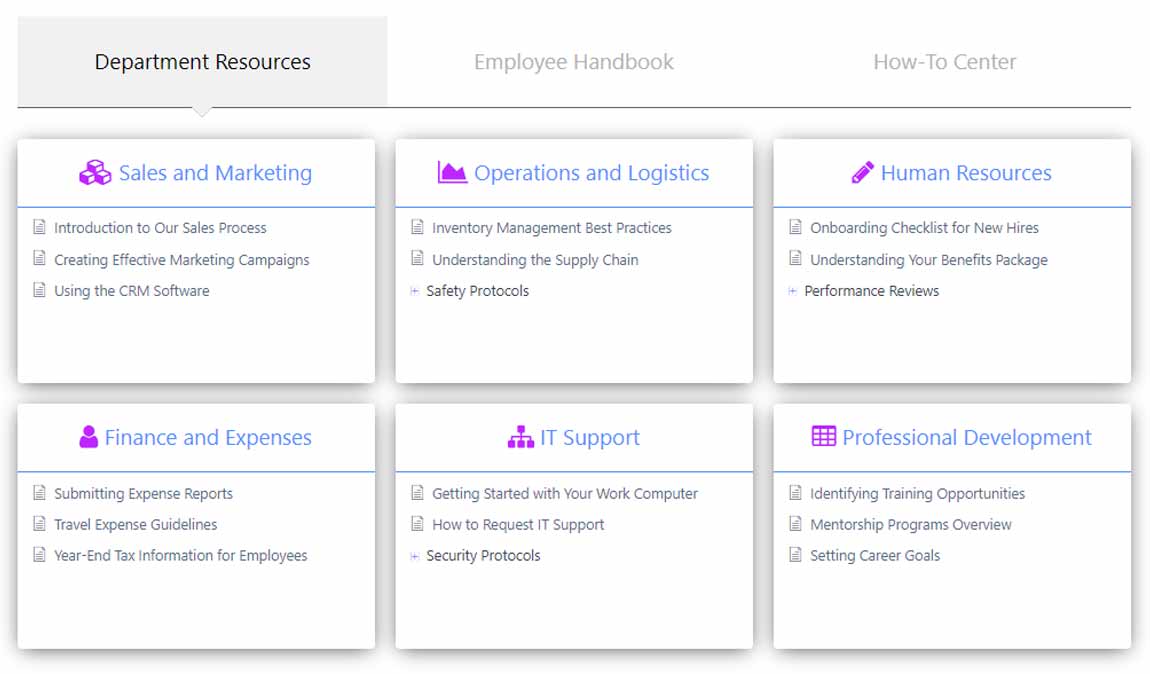 Department Resources
Employee Handbook
How-To Center
Sales and Marketing
Introduction to Our Sales Process
Creating Effective Marketing Campaigns
Using the CRM Software
Operations and Logistics
Inventory Management Best Practices
Understanding the Supply Chain
Safety Protocols
Human Resources
Onboarding Checklist for New Hires
Understanding Your Benefits Package
Performance Reviews
Finance and Expenses
Submitting Expense Reports
Travel Expense Guidelines
Year-End Tax Information for Employees
IT Support
Getting Started with Your Work Computer
How to Request IT Support
Security Protocols
Professional Development
Identifying Training Opportunities
Mentorship Programs Overview
Setting Career Goals